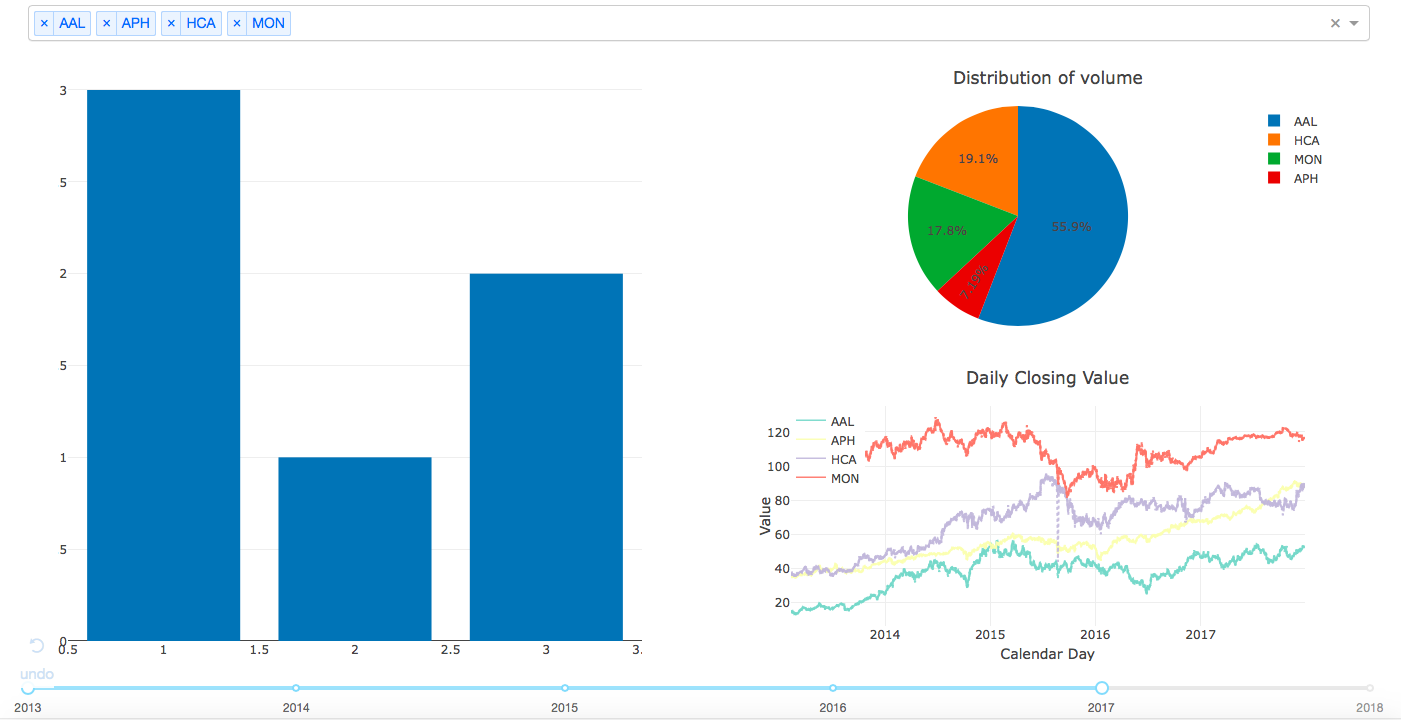 × AAL × APH × HCA × MON
3
5
2
5
1
5
0
0.5 1 1.5 2 2.5 3 3.
undo
Distribution of volume
19.1%
55.9%
17.8%
AAL
HCA
MON
APH
Daily Closing Value
AAL
APH
HCA
MON
120
100
80
60
40
20
Value
2014 2015 2016 2017
Calendar Day
2013 2014 2015 2016 2017 2018